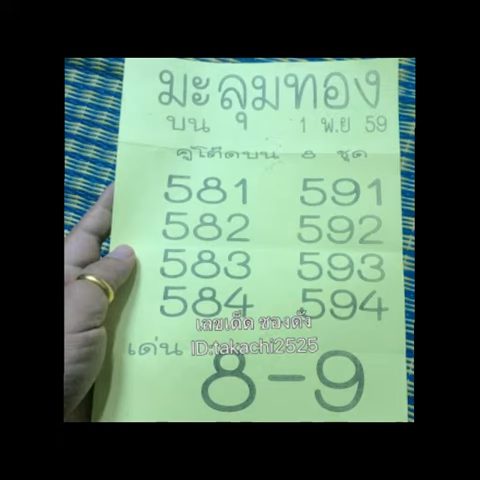 มะลุมทอง
บน 1 พ.ย 59
คู่โต๊ดบน 8 ชุด
581 591
582 592
583 593
584 594
เลขเด็ด ซองดัง
ID:takachi2525
เด่น 8-9